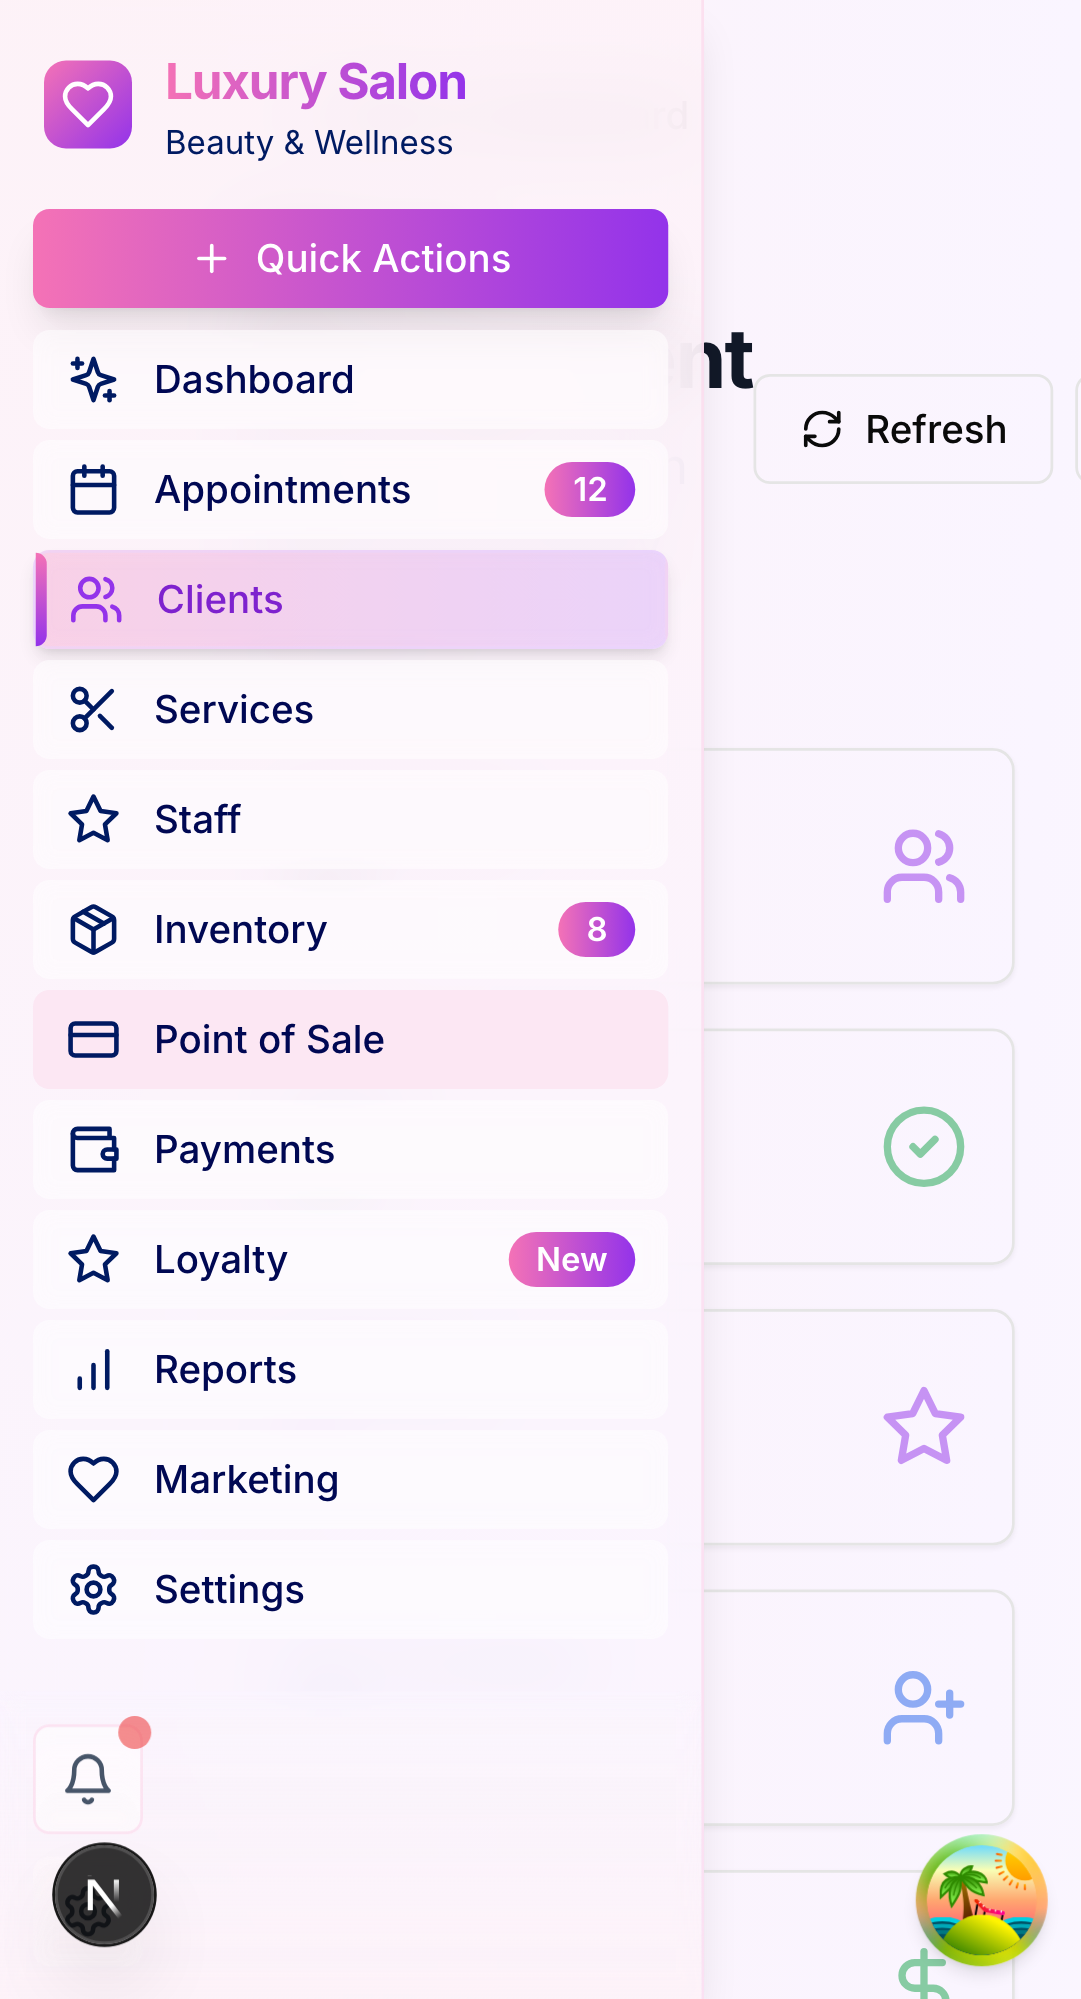 Luxury Salon
Beauty & Wellness
Quick Actions
Dashboard
Appointments
12
Refresh
Clients
Services
Staff
Inventory
8
Point of Sale
Payments
Loyalty
New
Reports
Marketing
Settings
N
$